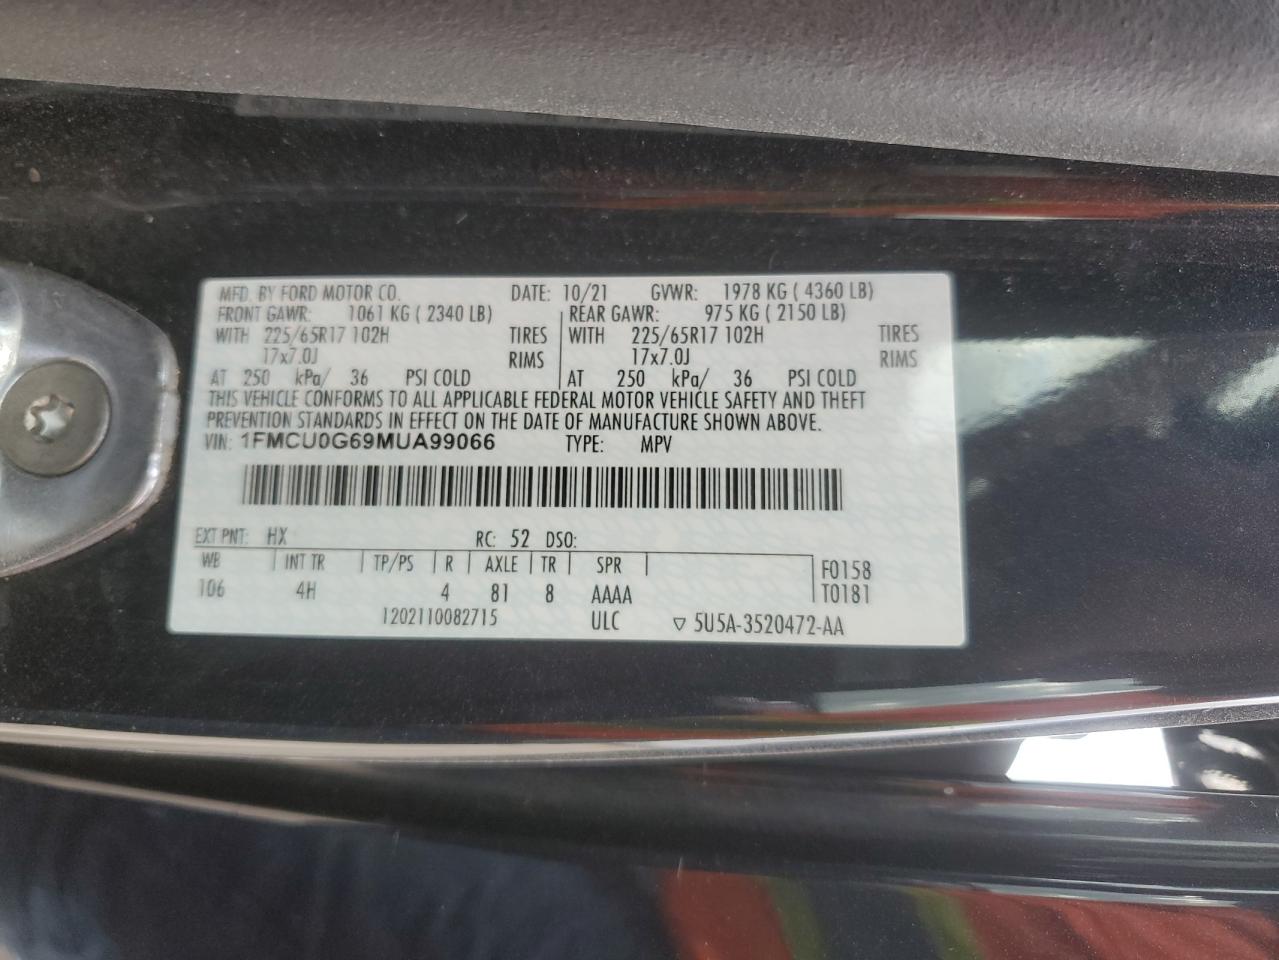 MFD. BY FORD MOTOR CO. DATE: 10/21 GVWR: 1978 KG ( 4360 LB)
FRONT GAWR: 1061 KG ( 2340 LB) REAR GAWR: 975 KG ( 2150 LB)
WITH 225/65R17 102H TIRES WITH 225/65R17 102H TIRES
17x7.0J RIMS 17x7.0J RIMS
AT 250 kPa/ 36 PSI COLD AT 250 kPa/ 36 PSI COLD
THIS VEHICLE CONFORMS TO ALL APPLICABLE FEDERAL MOTOR VEHICLE SAFETY AND THEFT
PREVENTION STANDARDS IN EFFECT ON THE DATE OF MANUFACTURE SHOWN ABOVE.
VIN: 1FMCU0G69MUA99066 TYPE: MPV
EXT PNT: HX RC: 52 DSO:
WB INT TR TP/PS R AXLE TR SPR F0158
106 4H 4 81 8 AAAA T0181
1202110082715 ULC ▽ 5U5A-3520472-AA